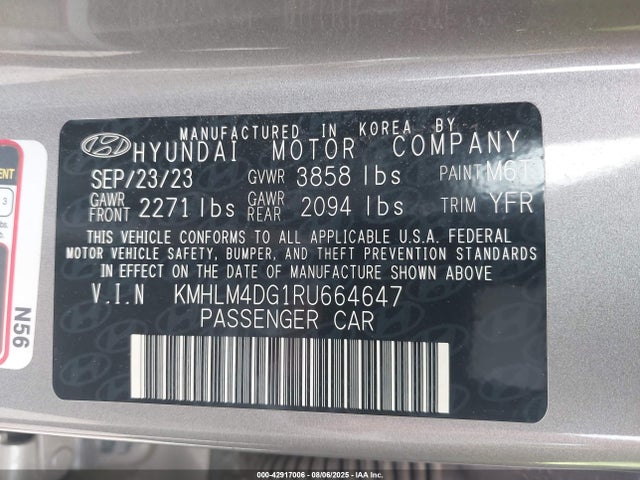 MANUFACTURED IN KOREA BY
HYUNDAI MOTOR COMPANY
SEP/23/23 GVWR 3858 lbs PAINT M6T
GAWR FRONT 2271 lbs GAWR REAR 2094 lbs TRIM YFR
THIS VEHICLE CONFORMS TO ALL APPLICABLE U.S.A. FEDERAL
MOTOR VEHICLE SAFETY, BUMPER, AND THEFT PREVENTION STANDARDS
IN EFFECT ON THE DATE OF MANUFACTURE SHOWN ABOVE
V.I.N KMHLM4DG1RU664647
PASSENGER CAR
3
N56
000-42917006 - 08/06/2025 - IAA Inc.